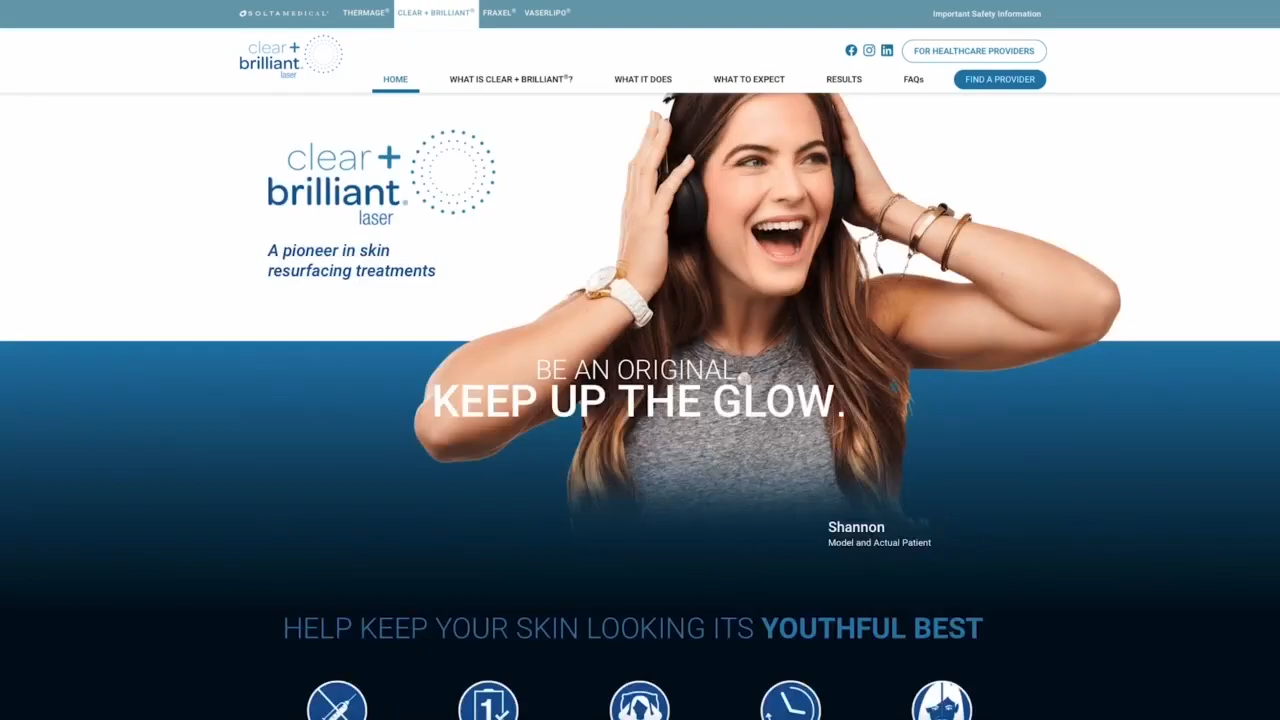 SOLTAMEDICAL®
THERMAGE® CLEAR + BRILLIANT® FRAXEL® VASERLIPO®
Important Safety Information
clear +
brilliant®
laser
FOR HEALTHCARE PROVIDERS
HOME WHAT IS CLEAR + BRILLIANT®? WHAT IT DOES WHAT TO EXPECT RESULTS FAQs FIND A PROVIDER
clear +
brilliant®
laser
A pioneer in skin
resurfacing treatments
BE AN ORIGINAL.
KEEP UP THE GLOW.
Shannon
Model and Actual Patient
HELP KEEP YOUR SKIN LOOKING ITS YOUTHFUL BEST
1